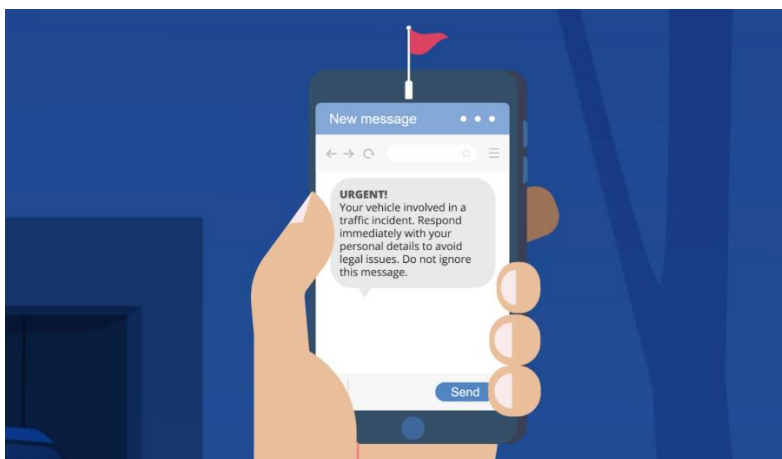 New message
URGENT!
Your vehicle involved in a
traffic incident. Respond
immediately with your
personal details to avoid
legal issues. Do not ignore
this message.
Send